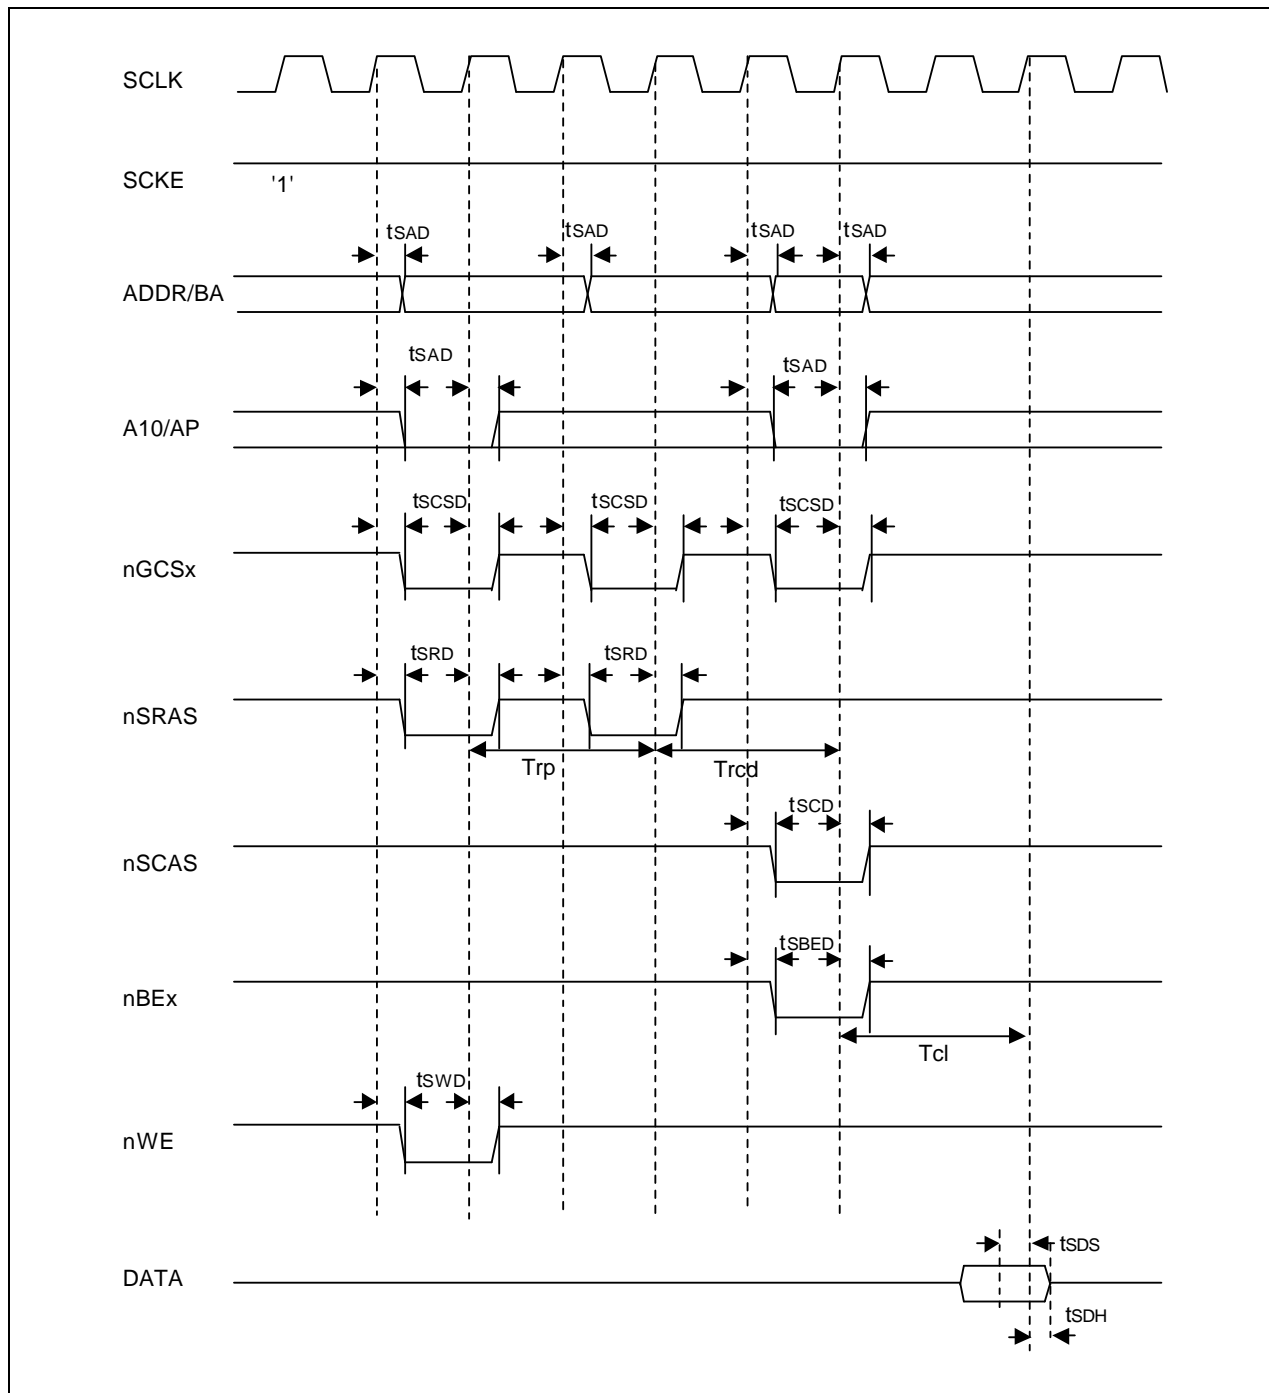 SCLK
SCKE
'1'
tSAD tSAD tSAD tSAD
ADDR/BA
tSAD tSAD
A10/AP
tSCSD tSCSD tSCSD
nGCSx
tSRD tSRD
nSRAS
Trp Trcd
tSCD
nSCAS
tSBED
nBEx
Tcl
tSWD
nWE
tSDS
DATA
tSDH